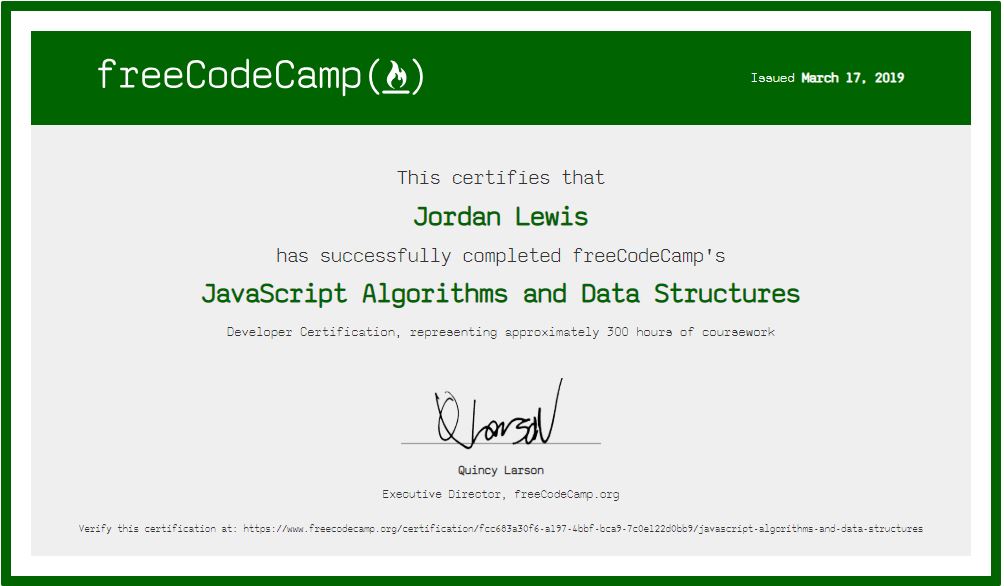 freeCodeCamp(🔥)
Issued March 17, 2019
This certifies that
Jordan Lewis
has successfully completed freeCodeCamp's
JavaScript Algorithms and Data Structures
Developer Certification, representing approximately 300 hours of coursework
Q Larson
Quincy Larson
Executive Director, freeCodeCamp.org
Verify this certification at: https://www.freecodecamp.org/certification/fcc683a30f6-a197-4bbf-bca9-7c0e122d0bb9/javascript-algorithms-and-data-structures